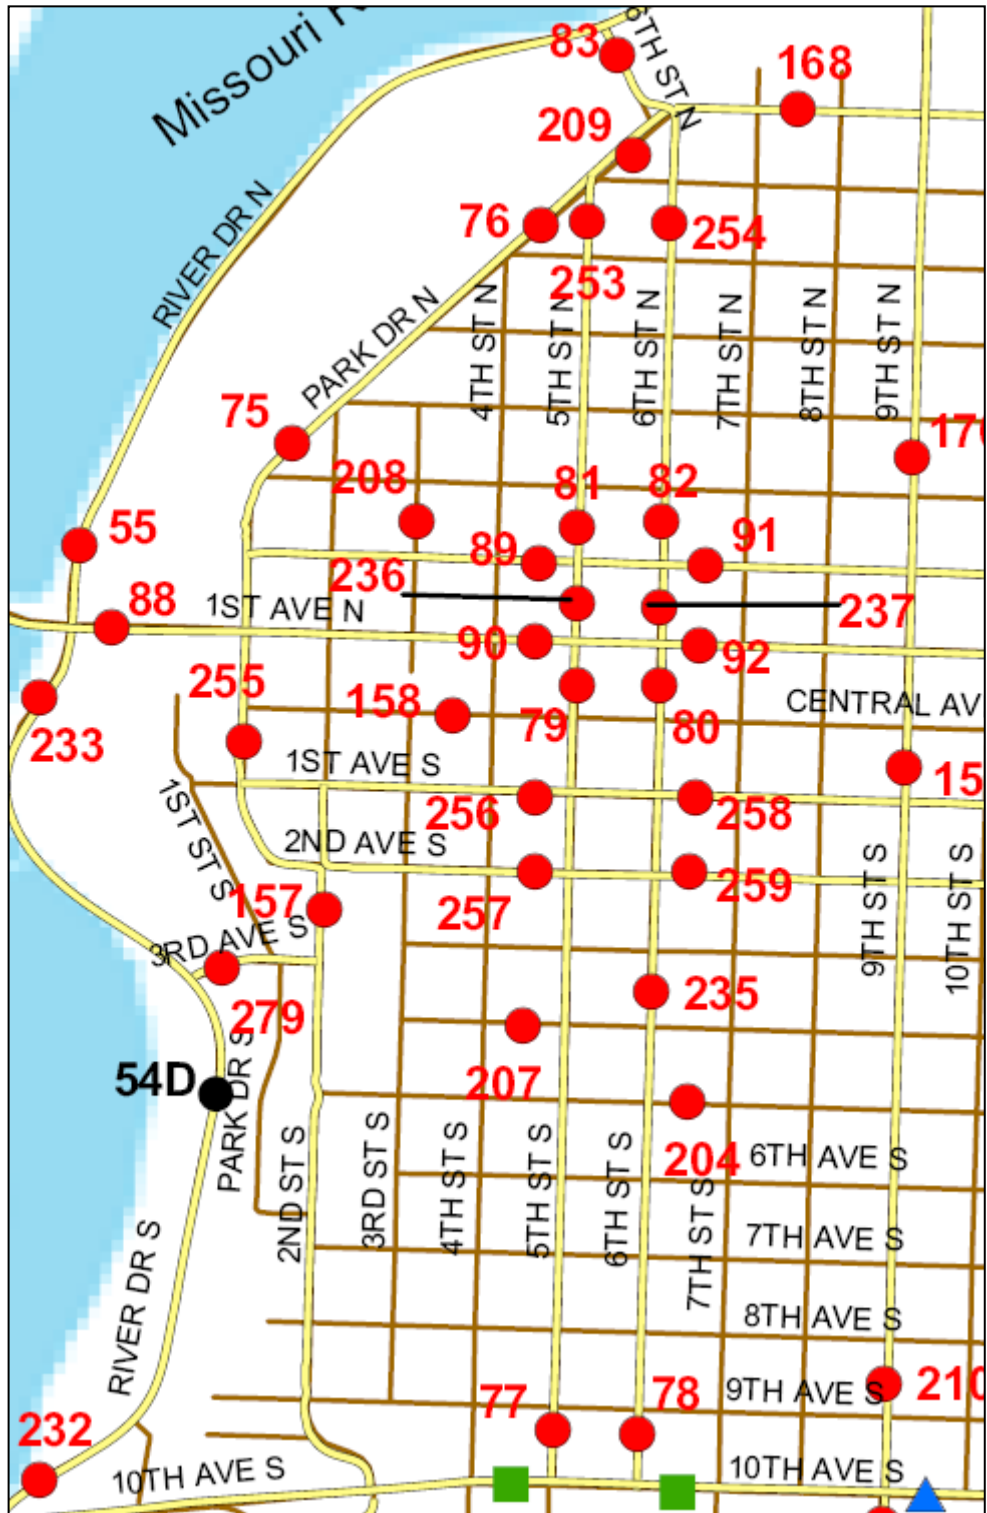 Missouri R
83
6TH ST N
168
209
RIVER DR N
76
254
253
PARK DR N
4TH ST N
5TH ST N
6TH ST N
7TH ST N
8TH ST N
9TH ST N
75
170
208
81
82
55
89
91
236
88
1ST AVE N
237
90
92
255
158
CENTRAL AV
233
79
80
1ST AVE S
15
1ST ST S
256
258
2ND AVE S
157
259
257
9TH ST S
10TH ST S
3RD AVE S
235
279
54D
PARK DR S
207
204
6TH AVE S
2ND ST S
3RD ST S
4TH ST S
5TH ST S
6TH ST S
7TH ST S
7TH AVE S
RIVER DR S
8TH AVE S
77
78
9TH AVE S
210
232
10TH AVE S
10TH AVE S